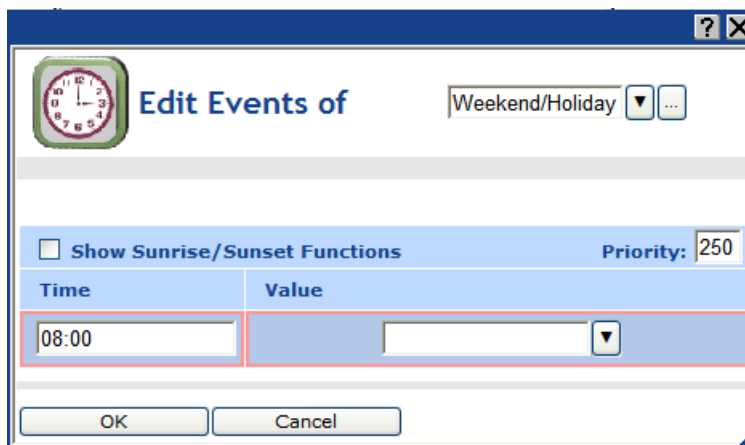 ?
Edit Events of
Weekend/Holiday
...
Show Sunrise/Sunset Functions
Priority: 250
Time Value
08:00
OK Cancel